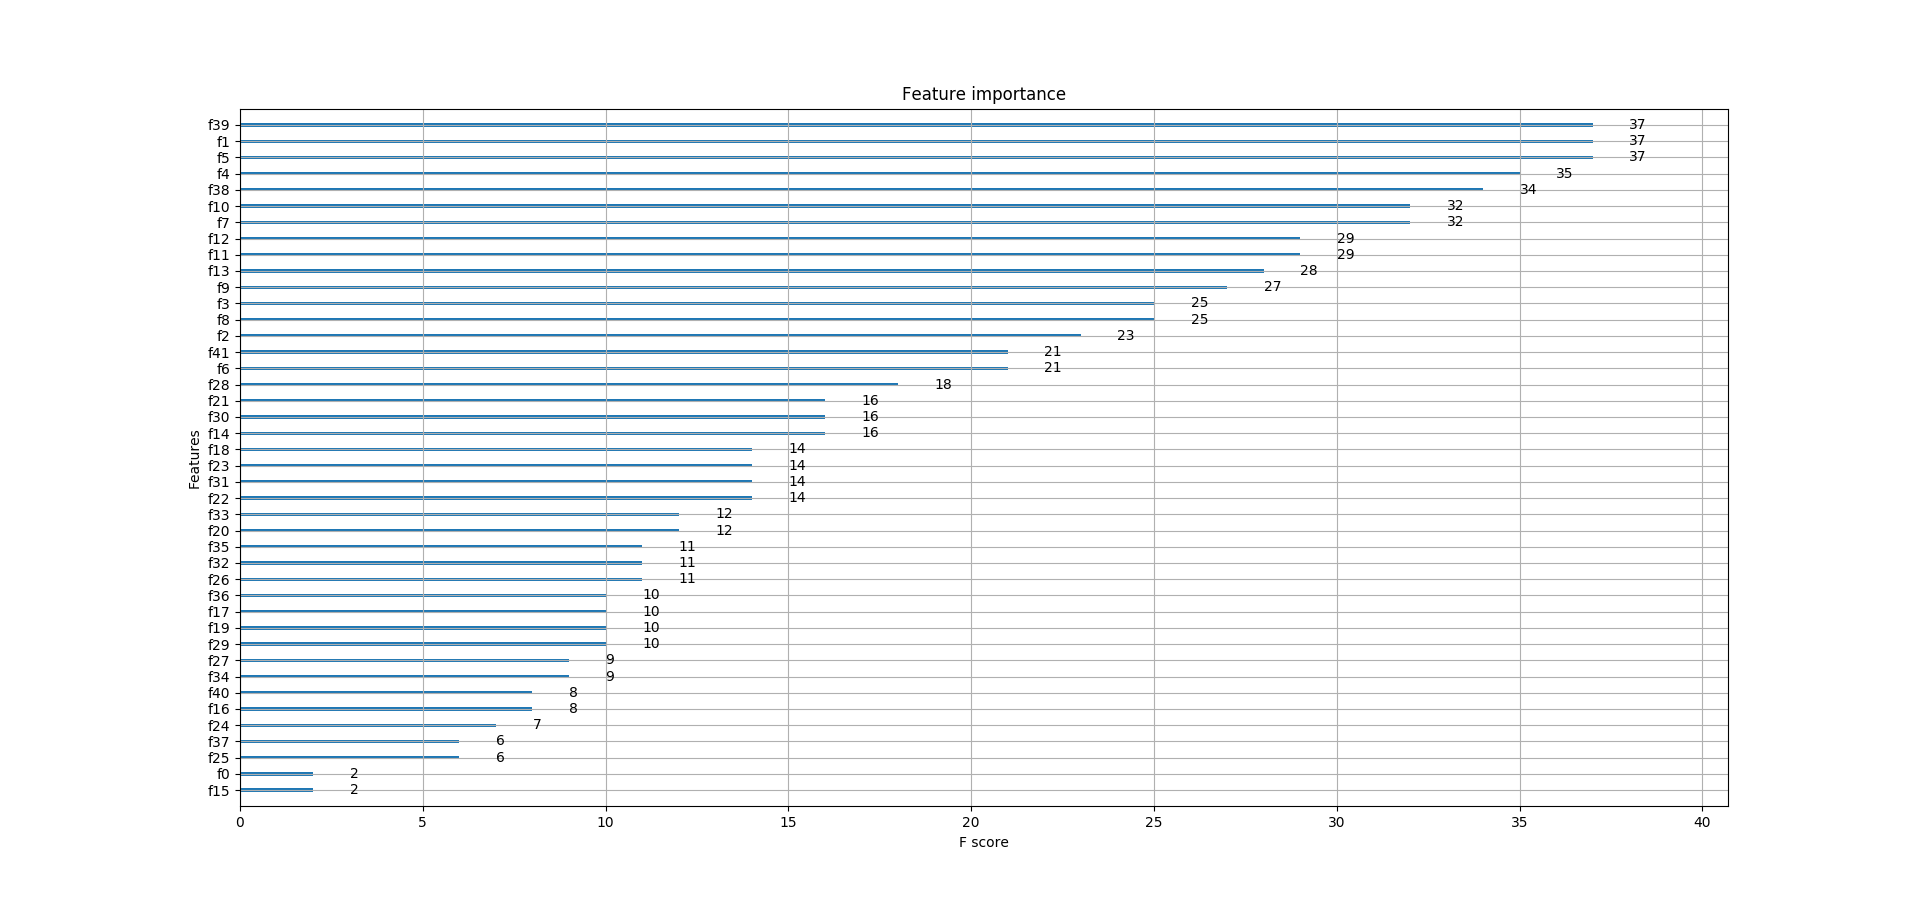 Feature importance
f39 37
f1 37
f5 37
f4 35
f38 34
f10 32
f7 32
f12 29
f11 29
f13 28
f9 27
f3 25
f8 25
f2 23
f41 21
f6 21
f28 18
f21 16
f30 16
f14 16
f18 14
f23 14
f31 14
f22 14
f33 12
f20 12
f35 11
f32 11
f26 11
f36 10
f17 10
f19 10
f29 10
f27 9
f34 9
f40 8
f16 8
f24 7
f37 6
f25 6
f0 2
f15 2
Features
0 5 10 15 20 25 30 35 40
F score